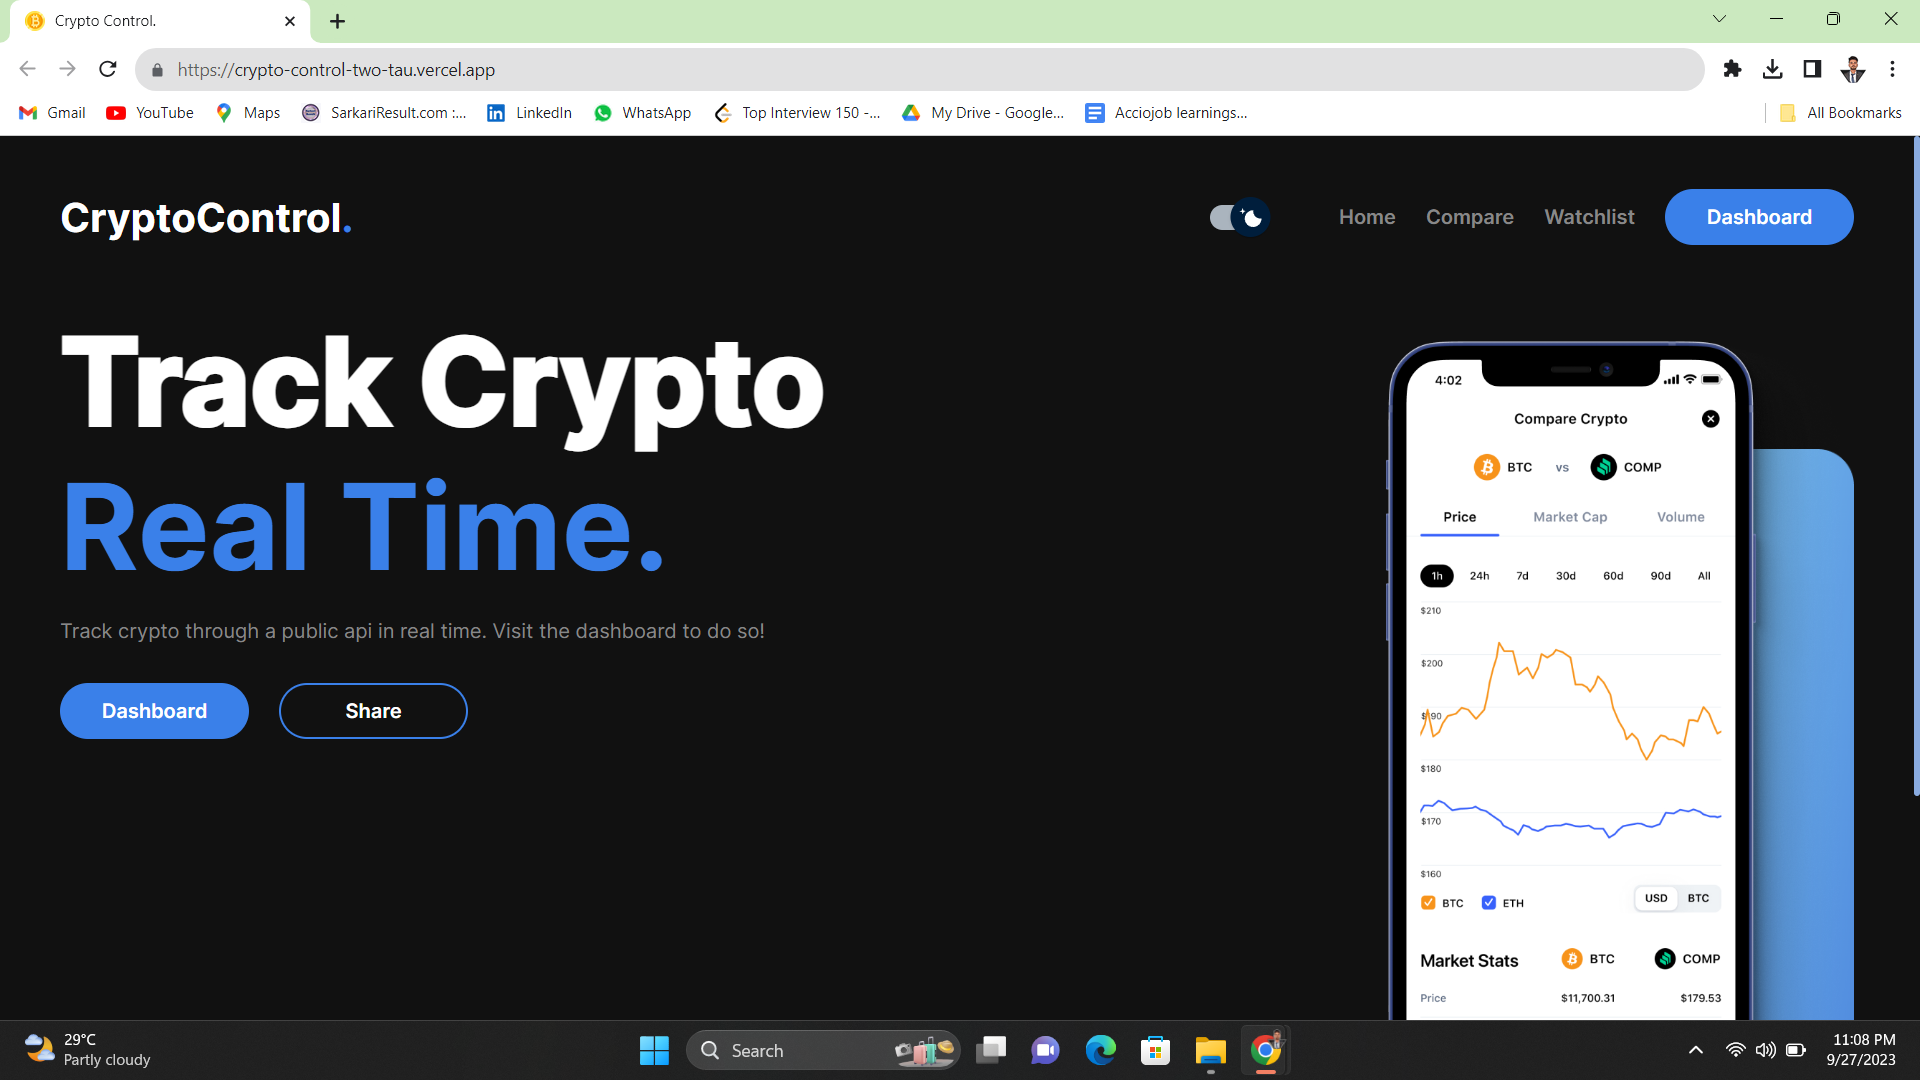 Crypto Control.
https://crypto-control-two-tau.vercel.app
Gmail
YouTube
Maps
SarkariResult.com :...
LinkedIn
WhatsApp
Top Interview 150 -...
My Drive - Google...
Acciojob learnings...
All Bookmarks
CryptoControl.
Home
Compare
Watchlist
Dashboard
Track Crypto
Real Time.
Track crypto through a public api in real time. Visit the dashboard to do so!
Dashboard
Share
4:02
Compare Crypto
BTC vs COMP
Price Market Cap Volume
1h 24h 7d 30d 60d 90d All
$210
$200
$190
$180
$170
$160
BTC ETH USD BTC
Market Stats BTC COMP
Price $11,700.31 $179.53
29°C
Partly cloudy
Search
11:08 PM
9/27/2023